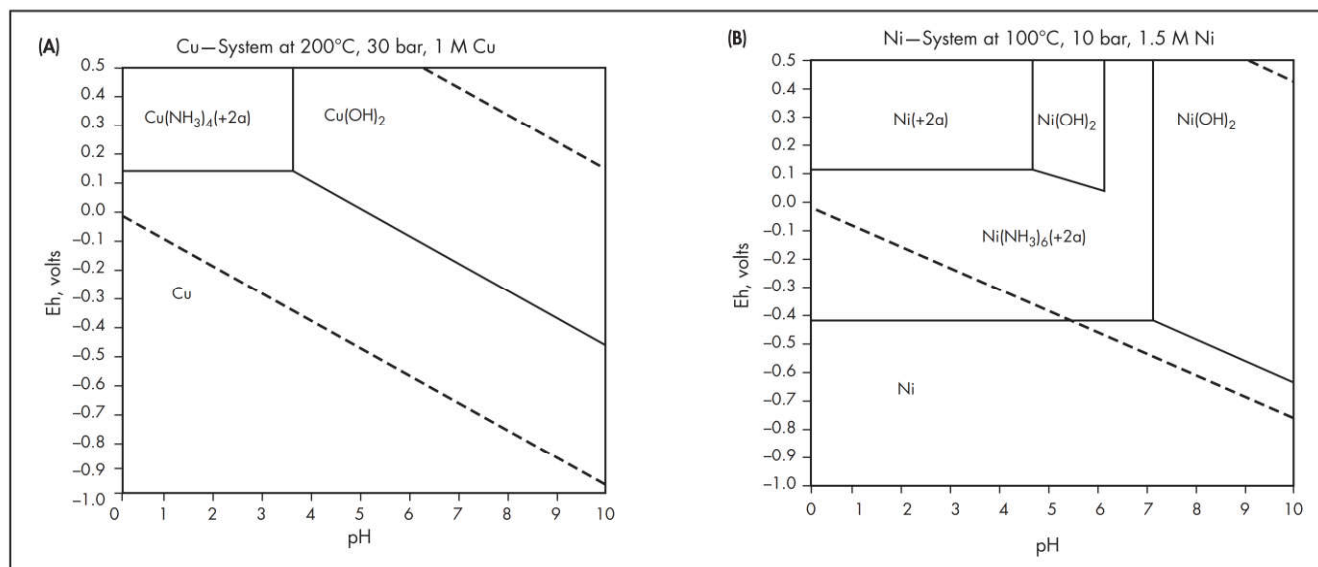 (A)
Cu—System at 200°C, 30 bar, 1 M Cu
Eh, volts
0.5
0.4
0.3
0.2
0.1
0.0
–0.1
–0.2
–0.3
–0.4
–0.5
–0.6
–0.7
–0.8
–0.9
–1.0
Cu(NH₃)₄(+2a)
Cu(OH)₂
Cu
0 1 2 3 4 5 6 7 8 9 10
pH
(B)
Ni—System at 100°C, 10 bar, 1.5 M Ni
Eh, volts
0.5
0.4
0.3
0.2
0.1
0.0
–0.1
–0.2
–0.3
–0.4
–0.5
–0.6
–0.7
–0.8
–0.9
–1.0
Ni(+2a)
Ni(OH)₂
Ni(OH)₂
Ni(NH₃)₆(+2a)
Ni
0 1 2 3 4 5 6 7 8 9 10
pH